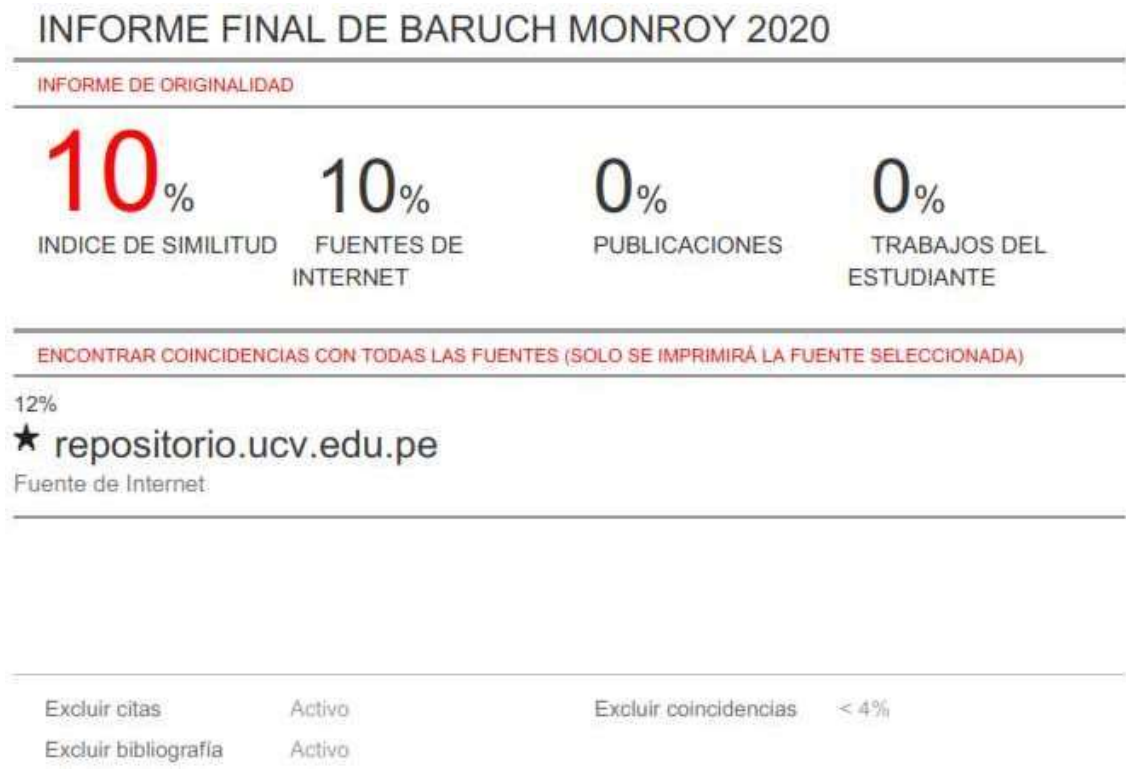 INFORME FINAL DE BARUCH MONROY 2020
INFORME DE ORIGINALIDAD
10% 10% 0% 0%
INDICE DE SIMILITUD FUENTES DE PUBLICACIONES TRABAJOS DEL
INTERNET ESTUDIANTE
ENCONTRAR COINCIDENCIAS CON TODAS LAS FUENTES (SOLO SE IMPRIMIRÁ LA FUENTE SELECCIONADA)
12%
★ repositorio.ucv.edu.pe
Fuente de Internet
Excluir citas Activo Excluir coincidencias < 4%
Excluir bibliografía Activo